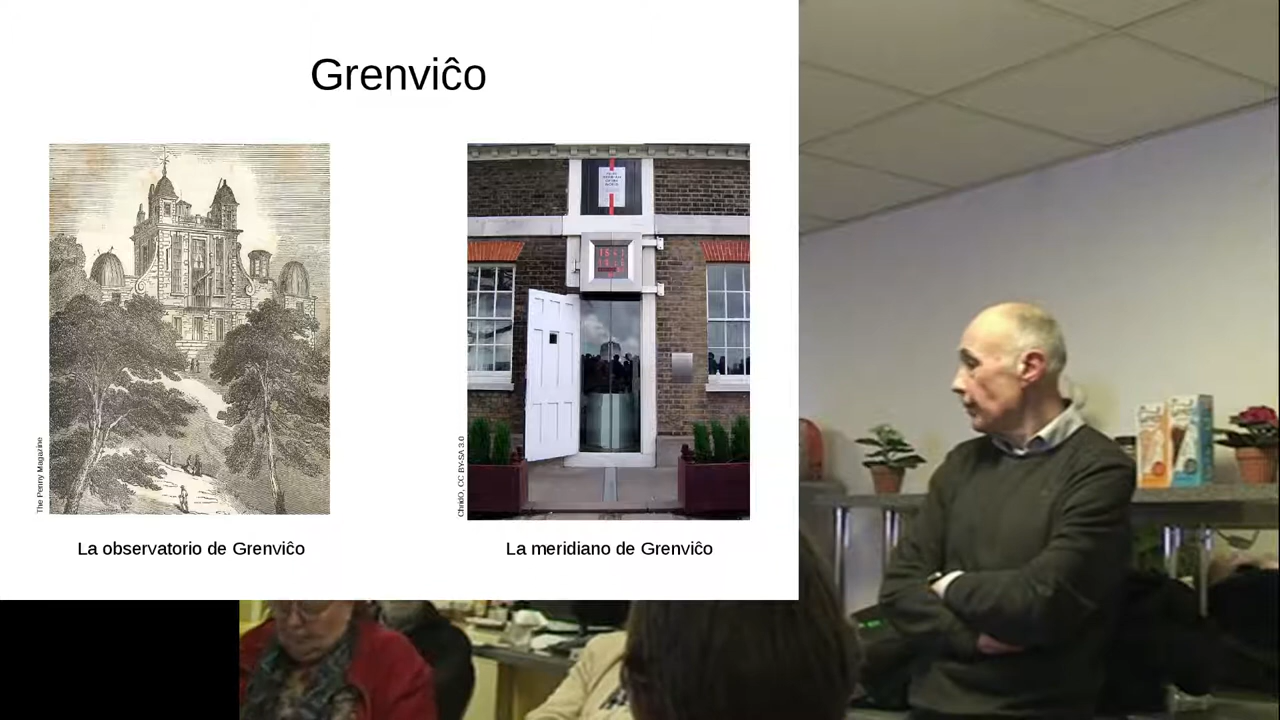 Grenviĉo
The Penny Magazine
ChrisO, CC BY-SA 3.0
La observatorio de Grenviĉo
La meridiano de Grenviĉo